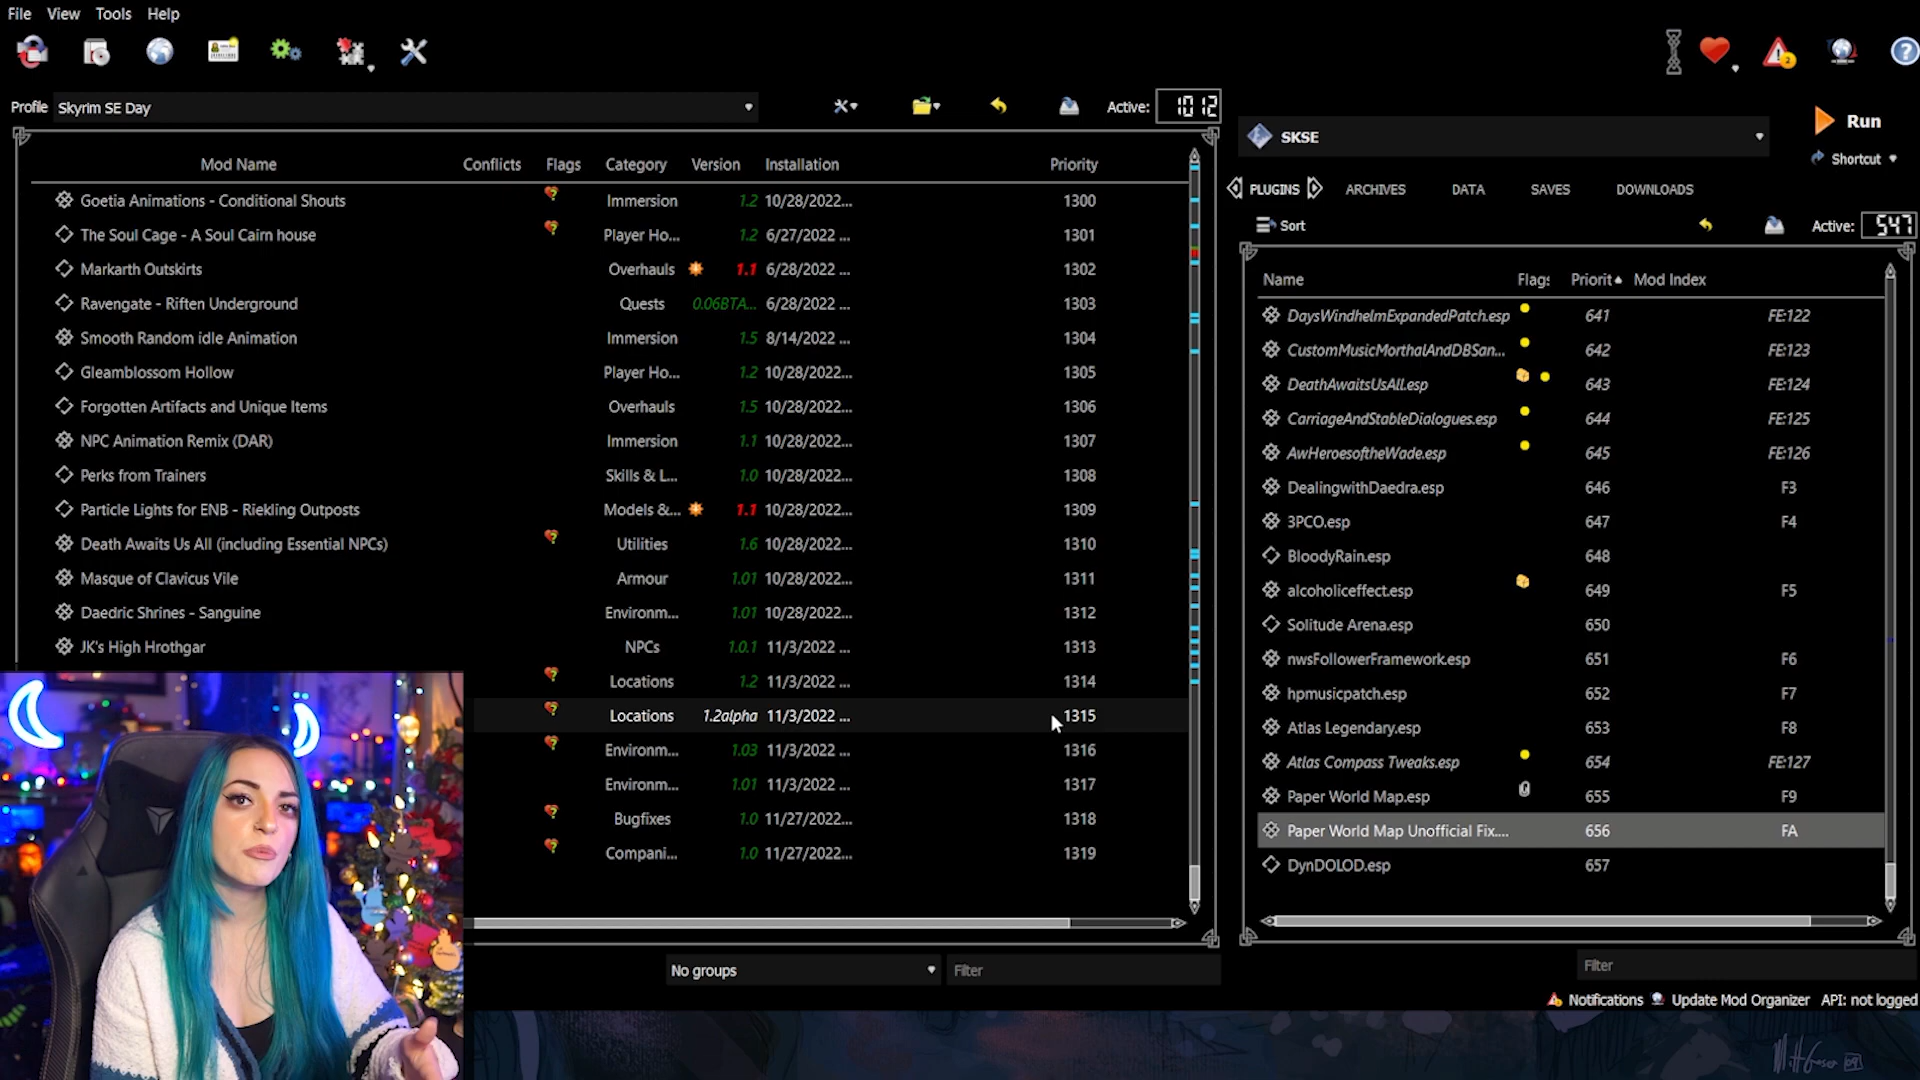 File View Tools Help
Profile Skyrim SE Day Active: 1012
Mod Name Conflicts Flags Category Version Installation Priority
Goetia Animations - Conditional Shouts Immersion 1.2 10/28/2022... 1300
The Soul Cage - A Soul Cairn house Player Ho... 1.2 6/27/2022 ... 1301
Markarth Outskirts Overhauls 1.1 6/28/2022 ... 1302
Ravengate - Riften Underground Quests 0.06BTA... 6/28/2022 ... 1303
Smooth Random idle Animation Immersion 1.5 8/14/2022 ... 1304
Gleamblossom Hollow Player Ho... 1.2 10/28/2022... 1305
Forgotten Artifacts and Unique Items Overhauls 1.5 10/28/2022... 1306
NPC Animation Remix (DAR) Immersion 1.1 10/28/2022... 1307
Perks from Trainers Skills & L... 1.0 10/28/2022... 1308
Particle Lights for ENB - Riekling Outposts Models &... 1.1 10/28/2022... 1309
Death Awaits Us All (including Essential NPCs) Utilities 1.6 10/28/2022... 1310
Masque of Clavicus Vile Armour 1.01 10/28/2022... 1311
Daedric Shrines - Sanguine Environm... 1.01 10/28/2022... 1312
JK's High Hrothgar NPCs 1.0.1 11/3/2022 ... 1313
Locations 1.2 11/3/2022 ... 1314
Locations 1.2alpha 11/3/2022 ... 1315
Environm... 1.03 11/3/2022 ... 1316
Environm... 1.01 11/3/2022 ... 1317
Bugfixes 1.0 11/27/2022... 1318
Compani... 1.0 11/27/2022... 1319
No groups Filter
SKSE
Run
Shortcut
PLUGINS ARCHIVES DATA SAVES DOWNLOADS
Sort Active: 547
Name Flags Priorit Mod Index
DaysWindhelmExpandedPatch.esp 641 FE:122
CustomMusicMorthalAndDBSan... 642 FE:123
DeathAwaitsUsAll.esp 643 FE:124
CarriageAndStableDialogues.esp 644 FE:125
AwHeroesoftheWade.esp 645 FE:126
DealingwithDaedra.esp 646 F3
3PCO.esp 647 F4
BloodyRain.esp 648
alcoholiceffect.esp 649 F5
Solitude Arena.esp 650
nwsFollowerFramework.esp 651 F6
hpmusicpatch.esp 652 F7
Atlas Legendary.esp 653 F8
Atlas Compass Tweaks.esp 654 FE:127
Paper World Map.esp 655 F9
Paper World Map Unofficial Fix.... 656 FA
DynDOLOD.esp 657
Filter
Notifications Update Mod Organizer API: not logged